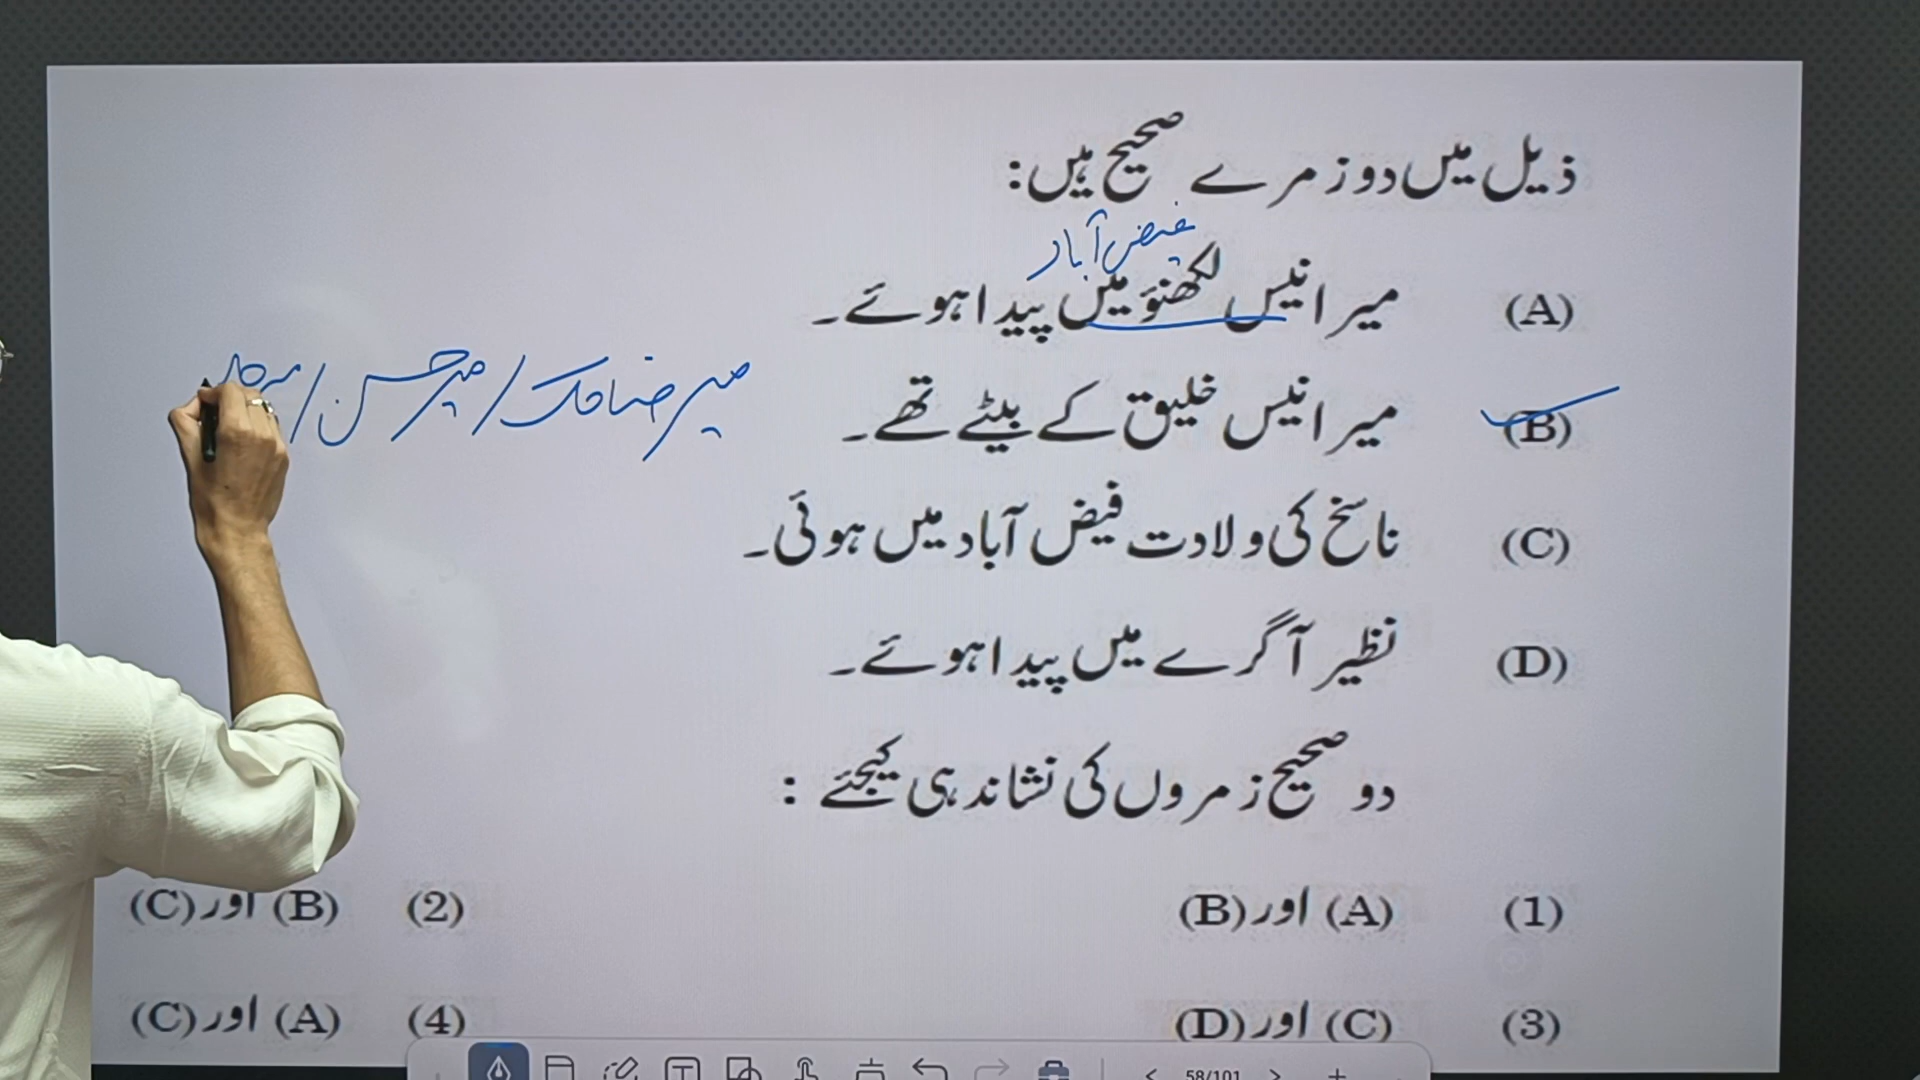 ذیل میں دو زمرے صحیح ہیں:
فیض آباد
(A) میر انیس لکھنؤ میں پیدا ہوئے۔
میر ضاحک / میر حسن / میر
(B) میر انیس خلیق کے بیٹے تھے۔
(C) ناسخ کی ولادت فیض آباد میں ہوئی۔
(D) نظیر آگرے میں پیدا ہوئے۔
دو صحیح زمروں کی نشاندہی کیجئے :
(1) (A) اور (B) (2) (B) اور (C)
(3) (C) اور (D) (4) (A) اور (C)
58/101